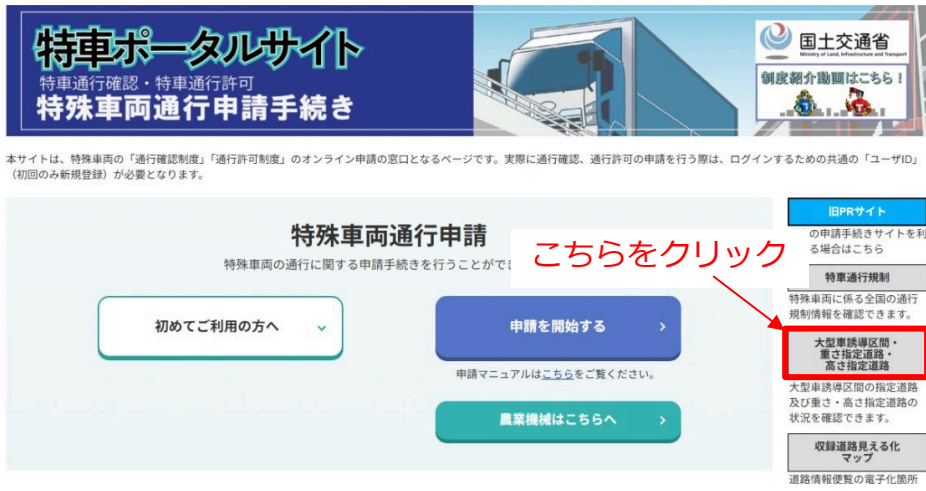 特車ポータルサイト
特車通行確認・特車通行許可
特殊車両通行申請手続き
国土交通省
Ministry of Land, Infrastructure and Transport
制度紹介動画はこちら！
本サイトは、特殊車両の「通行確認制度」「通行許可制度」のオンライン申請の窓口となるページです。実際に通行確認、通行許可の申請を行う際は、ログインするための共通の「ユーザID」
（初回のみ新規登録）が必要となります。
特殊車両通行申請
特殊車両の通行に関する申請手続きを行うことがで
こちらをクリック
初めてご利用の方へ
申請を開始する
申請マニュアルはこちらをご覧ください。
農業機械はこちらへ
旧PRサイト
の申請手続きサイトを利
る場合はこちら
特車通行規制
特殊車両に係る全国の通行
規制情報を確認できます。
大型車誘導区間・
重さ指定道路・
高さ指定道路
大型車誘導区間の指定道路
及び重さ・高さ指定道路の
状況を確認できます。
収録道路見える化
マップ
道路情報便覧の電子化箇所